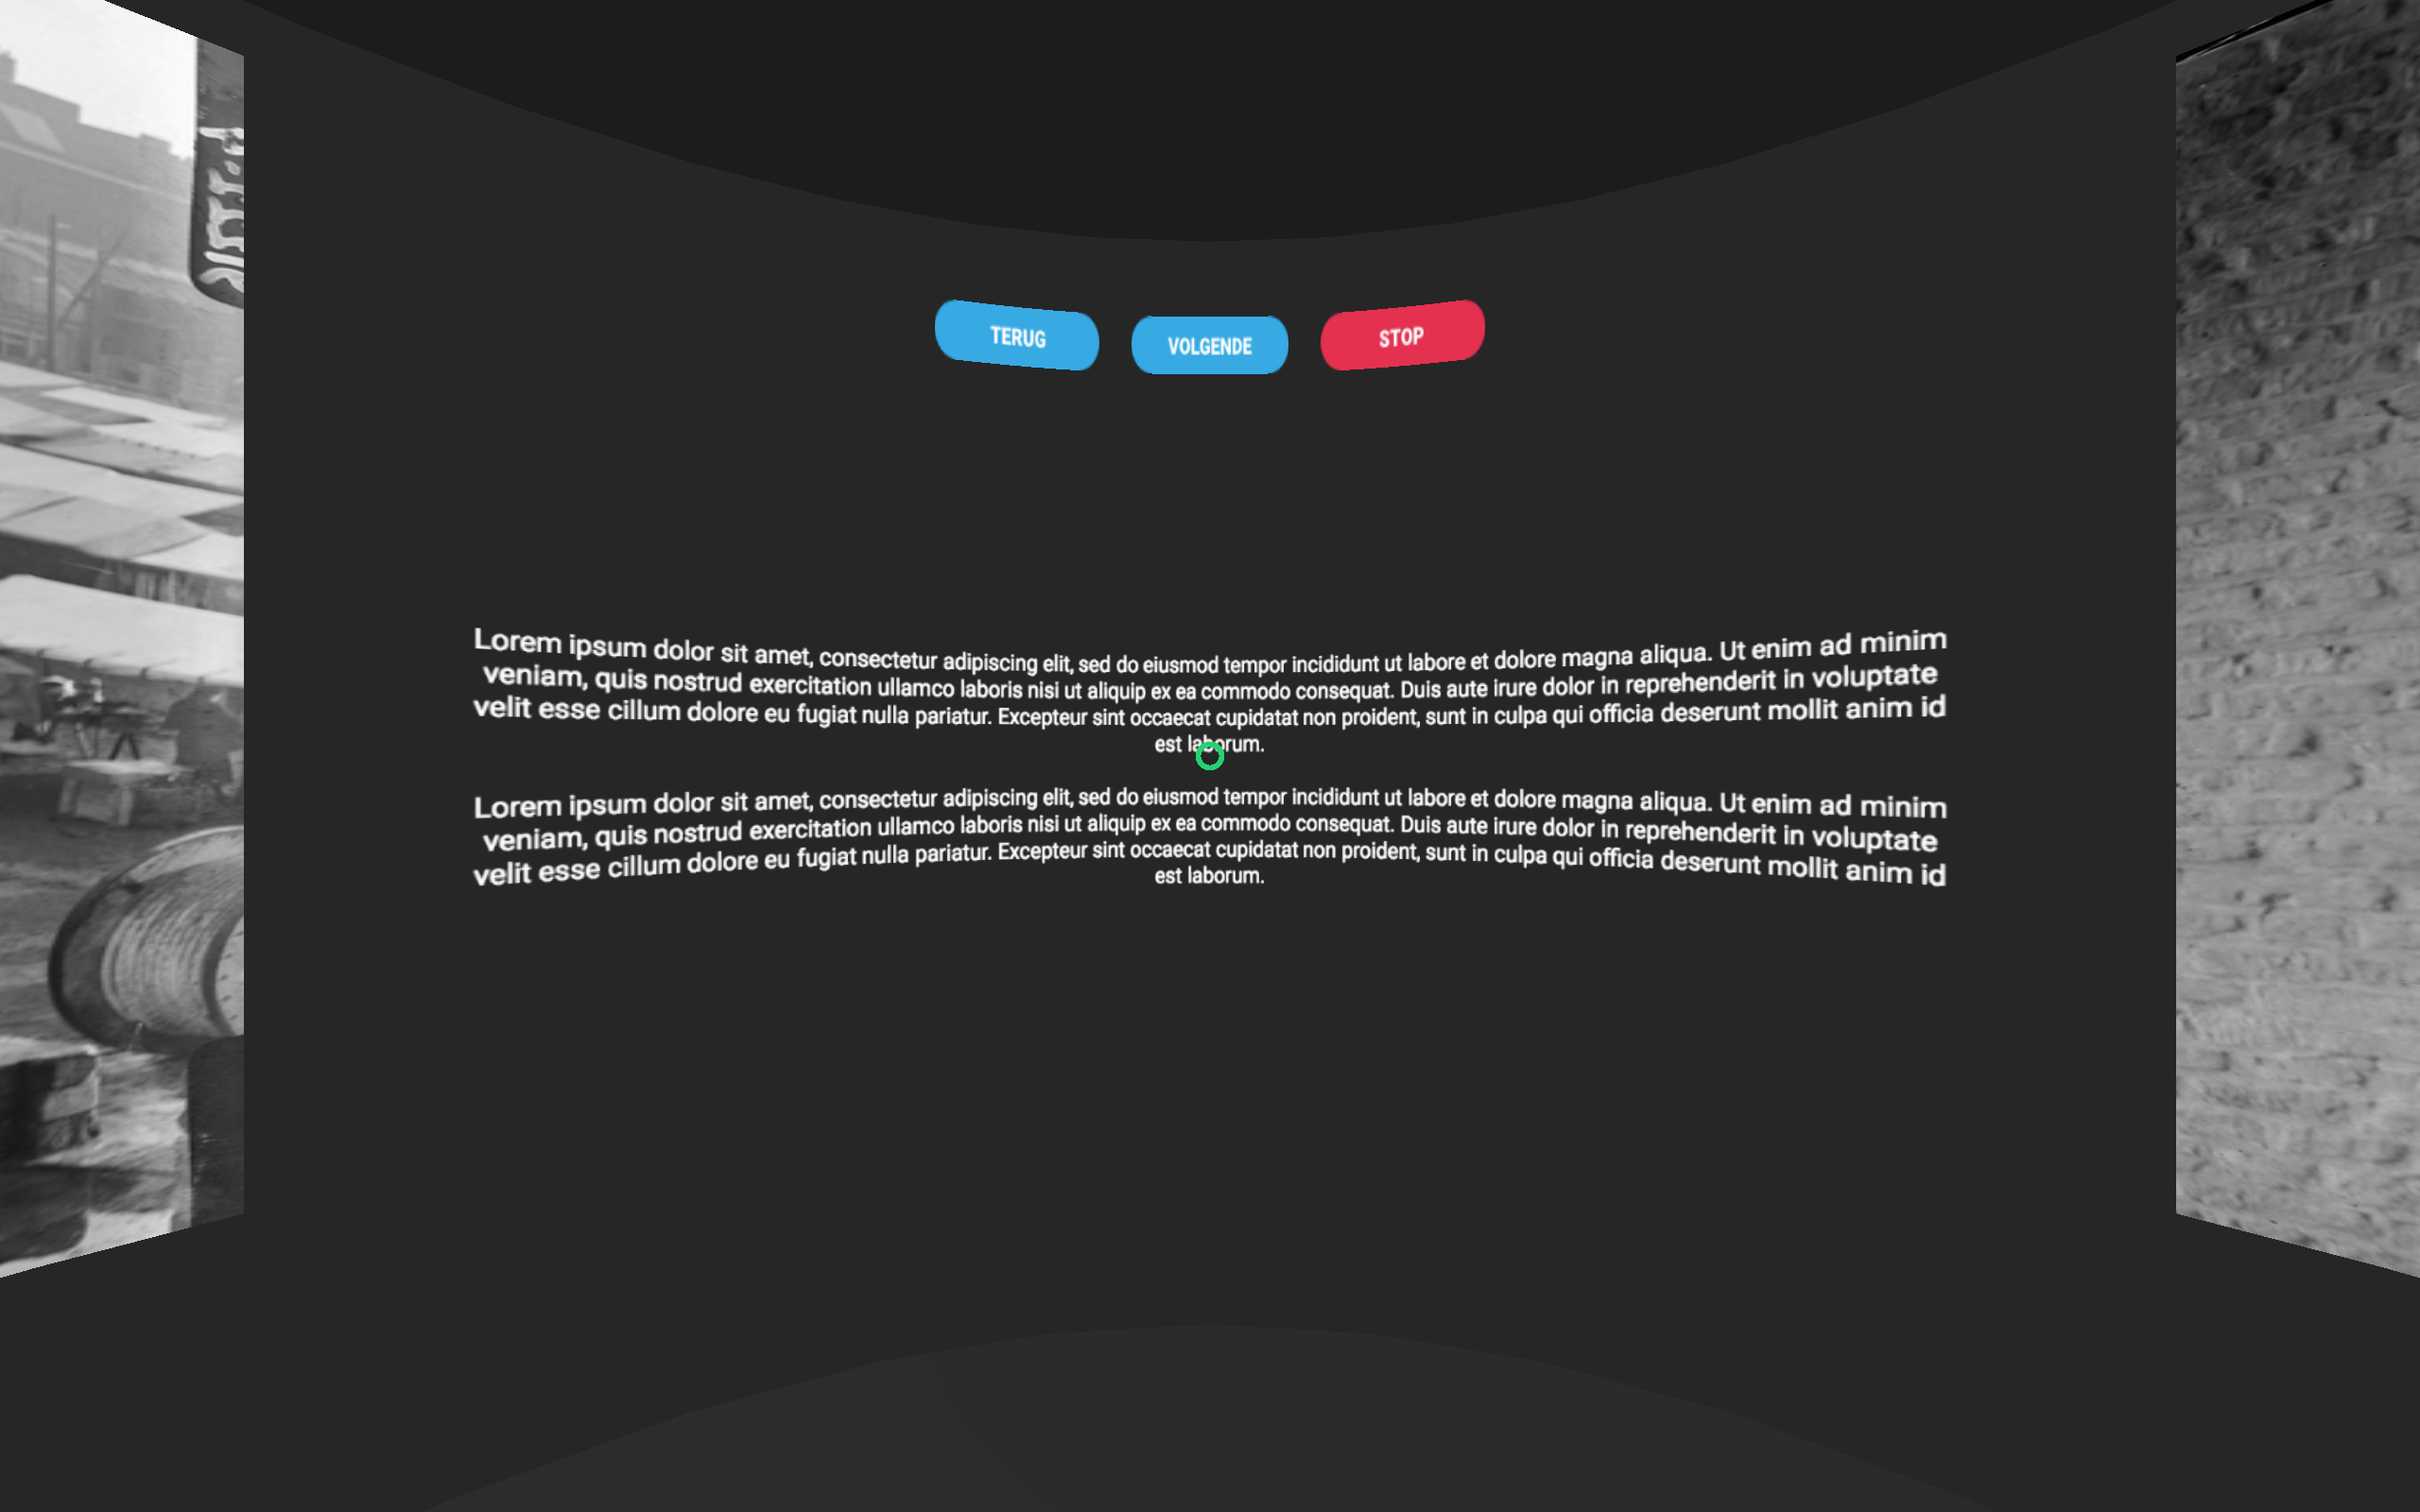 TERUG VOLGENDE STOP
Lorem ipsum dolor sit amet, consectetur adipiscing elit, sed do eiusmod tempor incididunt ut labore et dolore magna aliqua. Ut enim ad minim
veniam, quis nostrud exercitation ullamco laboris nisi ut aliquip ex ea commodo consequat. Duis aute irure dolor in reprehenderit in voluptate
velit esse cillum dolore eu fugiat nulla pariatur. Excepteur sint occaecat cupidatat non proident, sunt in culpa qui officia deserunt mollit anim id
est laborum.
Lorem ipsum dolor sit amet, consectetur adipiscing elit, sed do eiusmod tempor incididunt ut labore et dolore magna aliqua. Ut enim ad minim
veniam, quis nostrud exercitation ullamco laboris nisi ut aliquip ex ea commodo consequat. Duis aute irure dolor in reprehenderit in voluptate
velit esse cillum dolore eu fugiat nulla pariatur. Excepteur sint occaecat cupidatat non proident, sunt in culpa qui officia deserunt mollit anim id
est laborum.